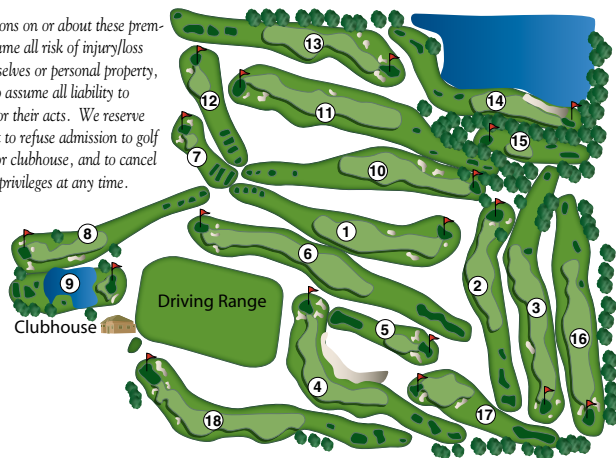 ons on or about these prem-
ume all risk of injury/loss
selves or personal property,
o assume all liability to
or their acts. We reserve
t to refuse admission to golf
or clubhouse, and to cancel
privileges at any time.
13
14
12
11
15
7
10
8
1
6
2
9
3
Driving Range
Clubhouse
5
16
4
17
18